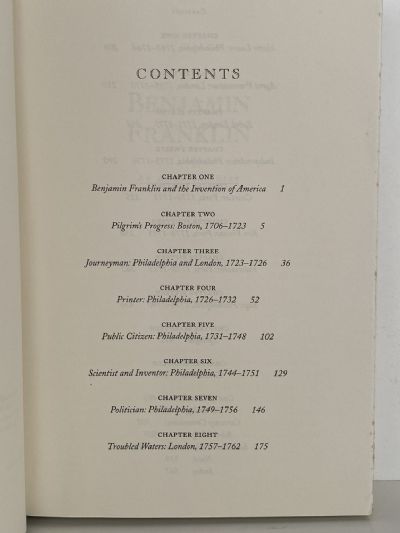 CONTENTS
CHAPTER ONE
Benjamin Franklin and the Invention of America 1
CHAPTER TWO
Pilgrim's Progress: Boston, 1706–1723 5
CHAPTER THREE
Journeyman: Philadelphia and London, 1723–1726 36
CHAPTER FOUR
Printer: Philadelphia, 1726–1732 52
CHAPTER FIVE
Public Citizen: Philadelphia, 1731–1748 102
CHAPTER SIX
Scientist and Inventor: Philadelphia, 1744–1751 129
CHAPTER SEVEN
Politician: Philadelphia, 1749–1756 146
CHAPTER EIGHT
Troubled Waters: London, 1757–1762 175